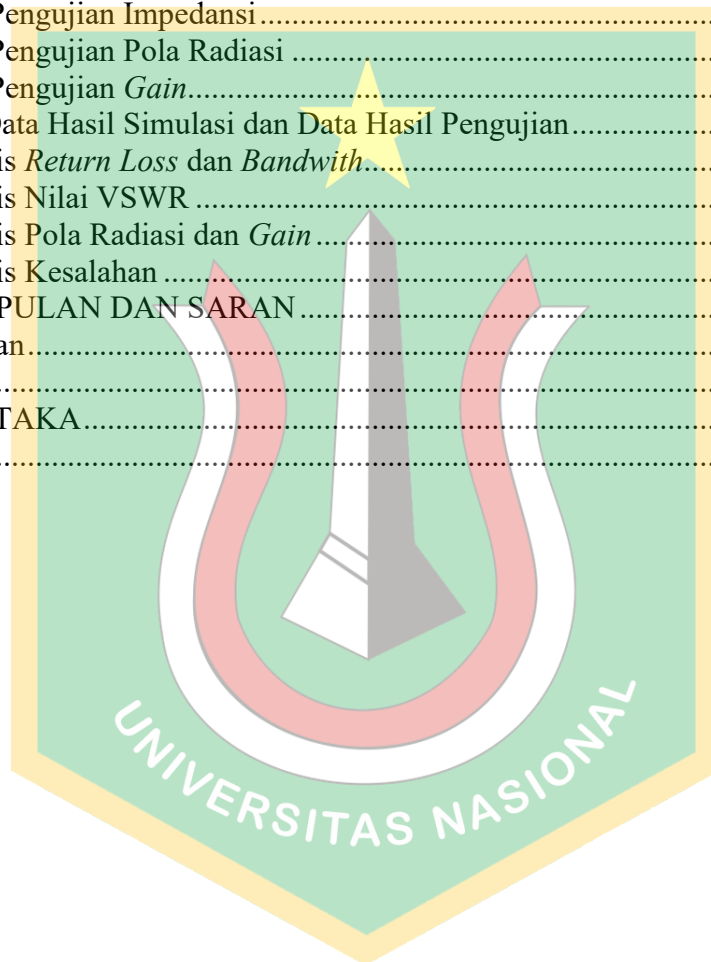 Pengujian Impedansi................................................................
Pengujian Pola Radiasi ............................................................
Pengujian Gain..........................................................................
Data Hasil Simulasi dan Data Hasil Pengujian....................
is Return Loss dan Bandwith.................................................
is Nilai VSWR ..........................................................................
is Pola Radiasi dan Gain .........................................................
is Kesalahan ..............................................................................
PULAN DAN SARAN ............................................................
an..................................................................................................
.....................................................................................................
TAKA...........................................................................................
.....................................................................................................
UNIVERSITAS NASIONAL